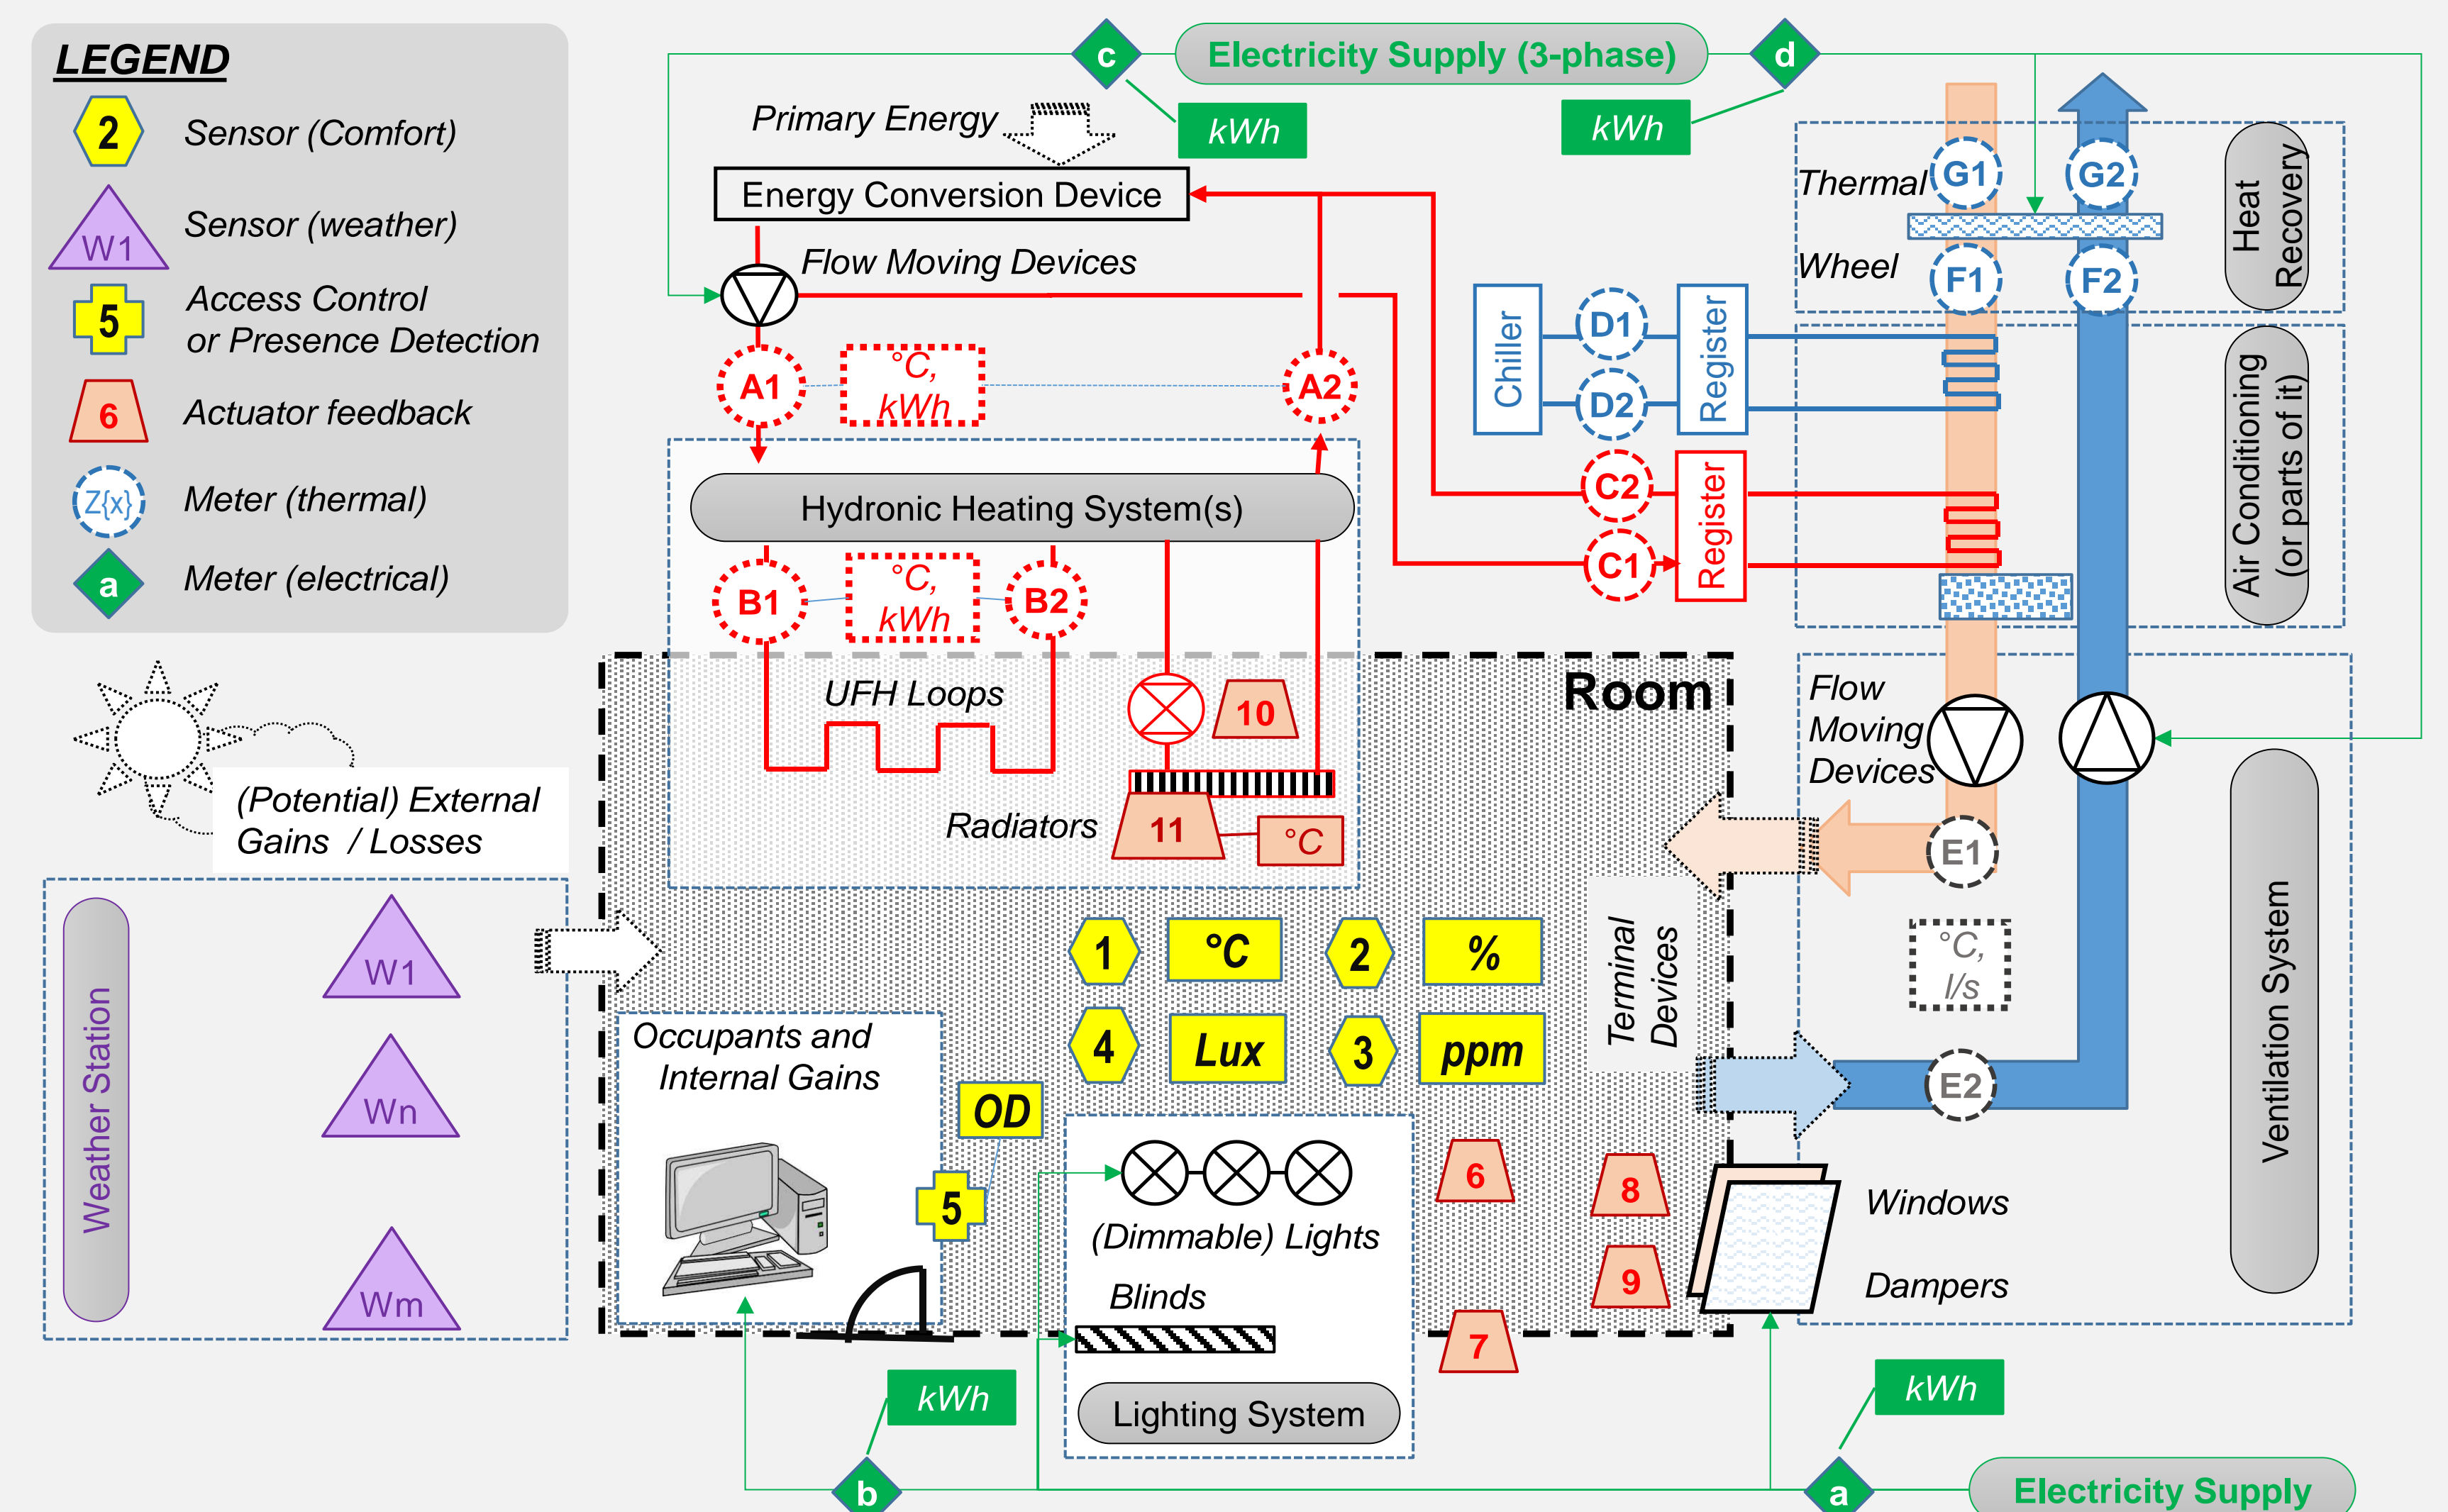 LEGEND
2
Sensor (Comfort)
W1
Sensor (weather)
5
Access Control
or Presence Detection
6
Actuator feedback
Z{x}
Meter (thermal)
a
Meter (electrical)
c
Electricity Supply (3-phase)
d
kWh
kWh
Primary Energy
Energy Conversion Device
Flow Moving Devices
A1
°C,
kWh
A2
Hydronic Heating System(s)
B1
°C,
kWh
B2
UFH Loops
10
Radiators
11
°C
Chiller
D1
D2
Register
C2
C1
Register
Thermal
Wheel
G1
G2
F1
F2
Heat
Recovery
Air Conditioning
(or parts of it)
Room
Flow
Moving
Devices
E1
°C,
l/s
E2
Ventilation System
Terminal
Devices
(Potential) External
Gains / Losses
Weather Station
W1
Wn
Wm
1
°C
2
%
4
Lux
3
ppm
Occupants and
Internal Gains
OD
5
(Dimmable) Lights
Blinds
Lighting System
6
7
8
9
Windows
Dampers
kWh
b
kWh
a
Electricity Supply